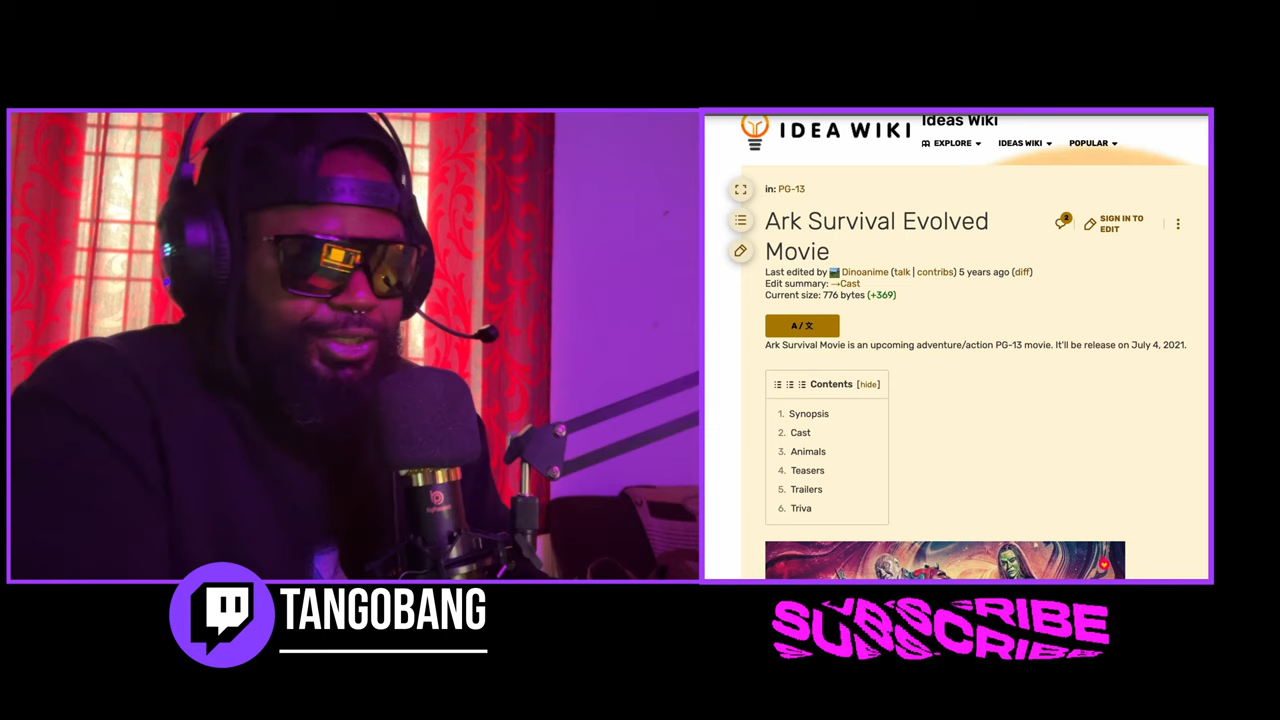 IDEA WIKI
Ideas Wiki
EXPLORE
IDEAS WIKI
POPULAR
in: PG-13
Ark Survival Evolved
Movie
2
SIGN IN TO
EDIT
Last edited by Dinoanime (talk | contribs) 5 years ago (diff)
Edit summary: →Cast
Current size: 776 bytes (+369)
A / 文
Ark Survival Movie is an upcoming adventure/action PG-13 movie. It'll be release on July 4, 2021.
Contents [hide]
1. Synopsis
2. Cast
3. Animals
4. Teasers
5. Trailers
6. Triva
TANGOBANG
SUBSCRIBE